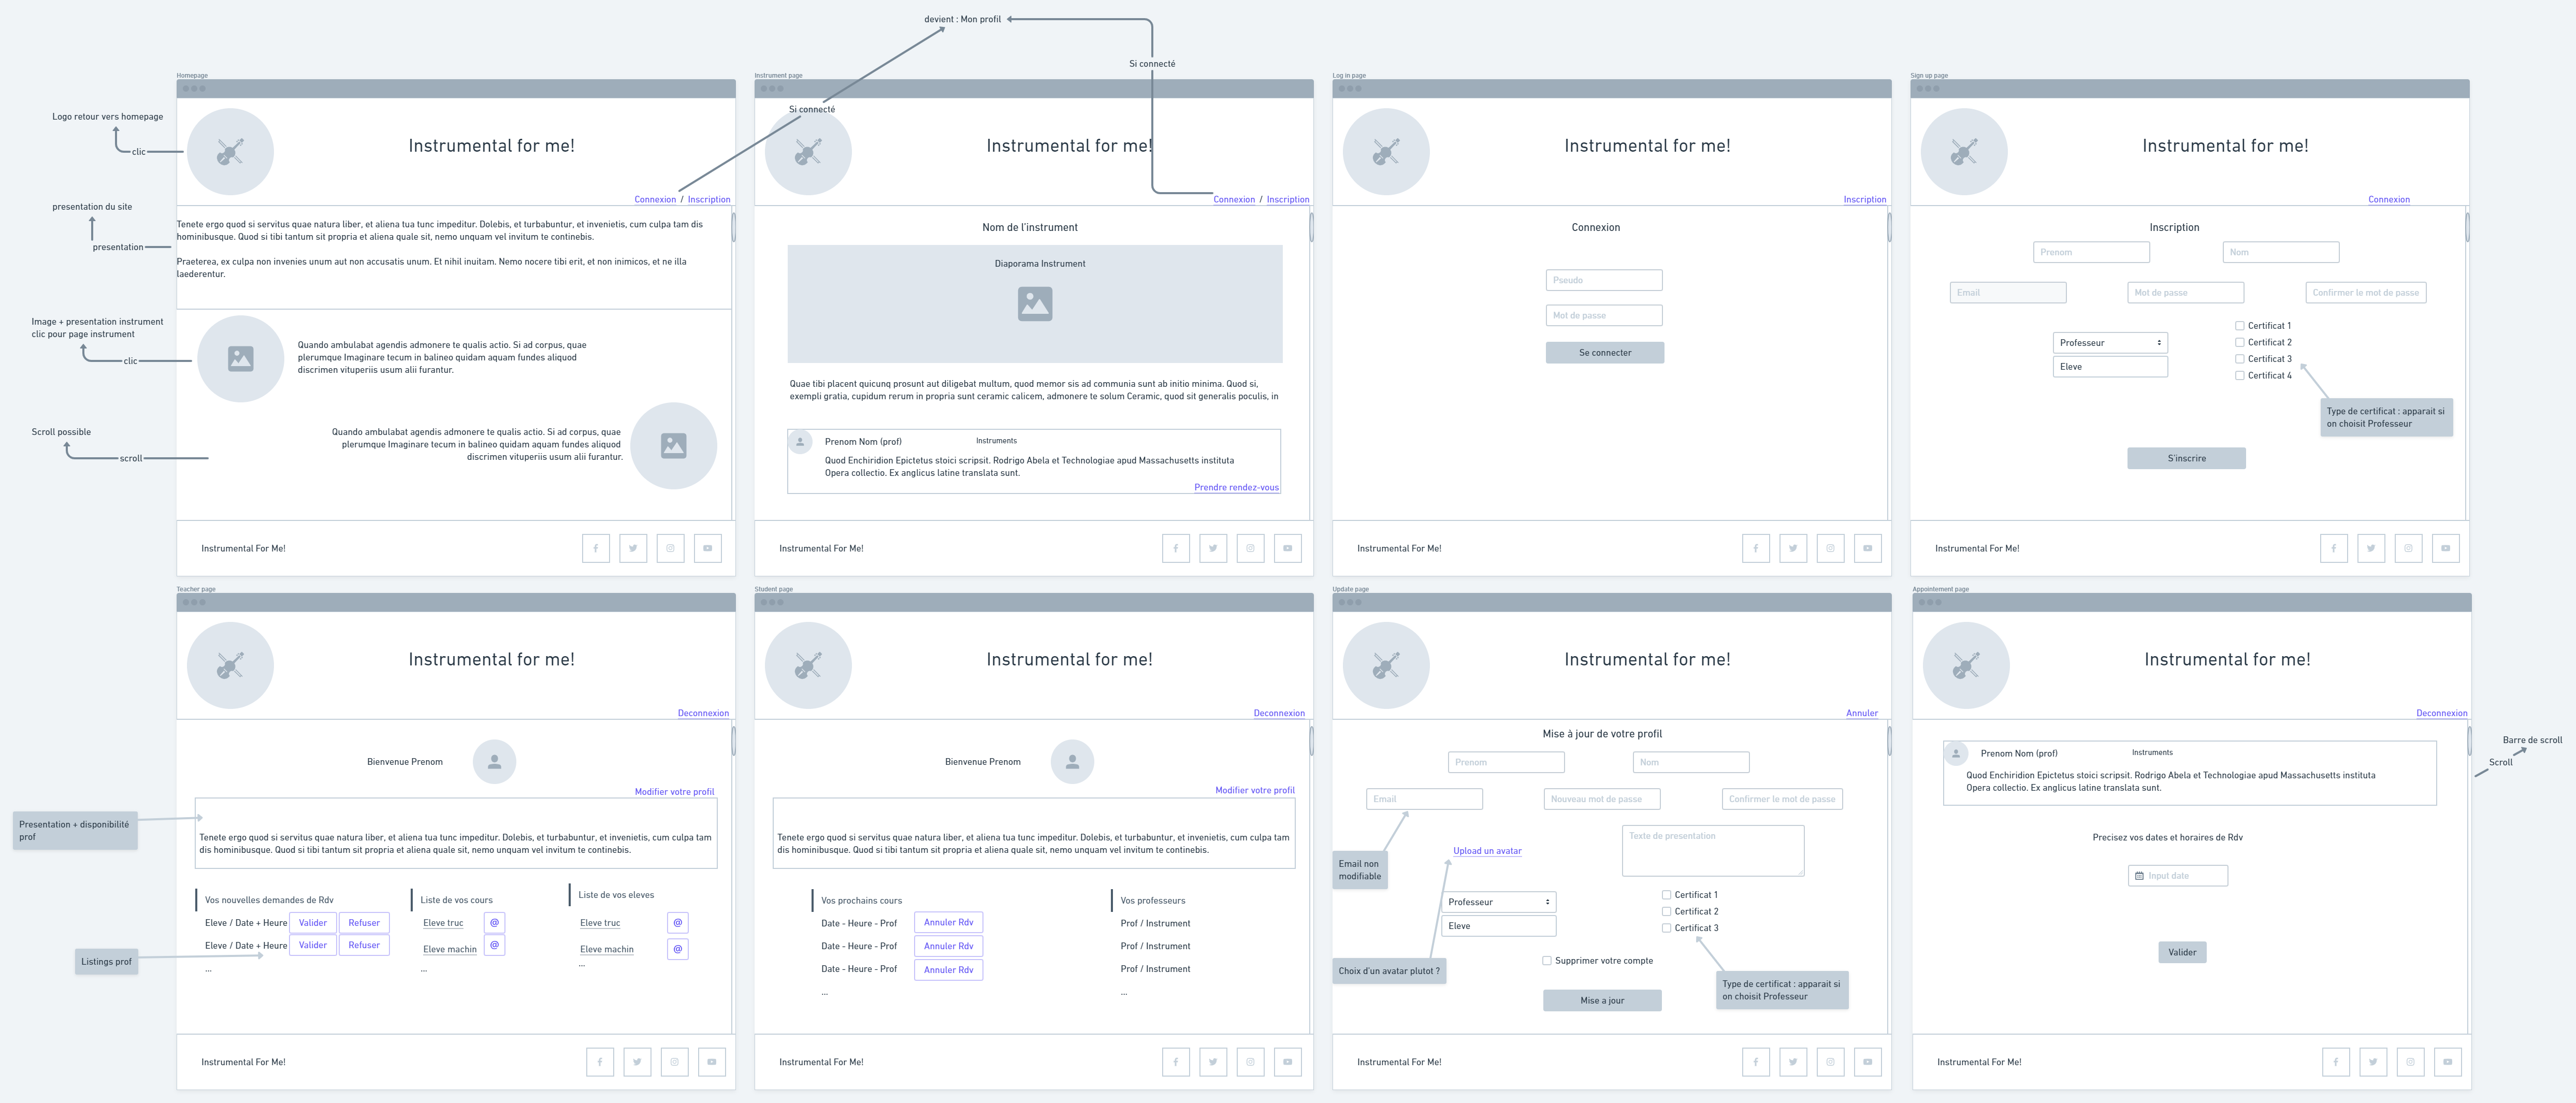 devient : Mon profil
Si connecté
Si connecté
Homepage
Logo retour vers homepage
clic
Instrumental for me!
Connexion / Inscription
presentation du site
presentation
Tenete ergo quod si servitus quae natura liber, et aliena tua tunc impeditur. Dolebis, et turbabuntur, et invenietis, cum culpa tam dis
hominibusque. Quod si tibi tantum sit propria et aliena quale sit, nemo unquam vel invitum te continebis.
Praeterea, ex culpa non invenies unum aut non accusatis unum. Et nihil inuitam. Nemo nocere tibi erit, et non inimicos, et ne illa
laederentur.
Image + presentation instrument
clic pour page instrument
clic
Quando ambulabat agendis admonere te qualis actio. Si ad corpus, quae
plerumque Imaginare tecum in balineo quidam aquam fundes aliquod
discrimen vituperiis usum alii furantur.
Scroll possible
scroll
Quando ambulabat agendis admonere te qualis actio. Si ad corpus, quae
plerumque Imaginare tecum in balineo quidam aquam fundes aliquod
discrimen vituperiis usum alii furantur.
Instrumental For Me!
Instrument page
Instrumental for me!
Connexion / Inscription
Nom de l'instrument
Diaporama Instrument
Quae tibi placent quicunq prosunt aut diligebat multum, quod memor sis ad communia sunt ab initio minima. Quod si,
exempli gratia, cupidum rerum in propria sunt ceramic calicem, admonere te solum Ceramic, quod sit generalis poculis, in
Prenom Nom (prof)
Instruments
Quod Enchiridion Epictetus stoici scripsit. Rodrigo Abela et Technologiae apud Massachusetts instituta
Opera collectio. Ex anglicus latine translata sunt.
Prendre rendez-vous
Instrumental For Me!
Log in page
Instrumental for me!
Inscription
Connexion
Pseudo
Mot de passe
Se connecter
Instrumental For Me!
Sign up page
Instrumental for me!
Connexion
Inscription
Prenom
Nom
Email
Mot de passe
Confirmer le mot de passe
Professeur
Eleve
Certificat 1
Certificat 2
Certificat 3
Certificat 4
Type de certificat : apparait si
on choisit Professeur
S'inscrire
Instrumental For Me!
Teacher page
Instrumental for me!
Deconnexion
Bienvenue Prenom
Modifier votre profil
Presentation + disponibilité
prof
Tenete ergo quod si servitus quae natura liber, et aliena tua tunc impeditur. Dolebis, et turbabuntur, et invenietis, cum culpa tam
dis hominibusque. Quod si tibi tantum sit propria et aliena quale sit, nemo unquam vel invitum te continebis.
Vos nouvelles demandes de Rdv
Eleve / Date + Heure Valider Refuser
Eleve / Date + Heure Valider Refuser
...
Liste de vos cours
Eleve truc @
Eleve machin @
...
Liste de vos eleves
Eleve truc @
Eleve machin @
...
Listings prof
Instrumental For Me!
Student page
Instrumental for me!
Deconnexion
Bienvenue Prenom
Modifier votre profil
Tenete ergo quod si servitus quae natura liber, et aliena tua tunc impeditur. Dolebis, et turbabuntur, et invenietis, cum culpa tam
dis hominibusque. Quod si tibi tantum sit propria et aliena quale sit, nemo unquam vel invitum te continebis.
Vos prochains cours
Date - Heure - Prof Annuler Rdv
Date - Heure - Prof Annuler Rdv
Date - Heure - Prof Annuler Rdv
...
Vos professeurs
Prof / Instrument
Prof / Instrument
Prof / Instrument
...
Instrumental For Me!
Update page
Instrumental for me!
Annuler
Mise à jour de votre profil
Prenom
Nom
Email
Nouveau mot de passe
Confirmer le mot de passe
Email non
modifiable
Texte de presentation
Upload un avatar
Professeur
Eleve
Certificat 1
Certificat 2
Certificat 3
Choix d'un avatar plutot ?
Supprimer votre compte
Type de certificat : apparait si
on choisit Professeur
Mise a jour
Instrumental For Me!
Appointement page
Instrumental for me!
Deconnexion
Barre de scroll
Scroll
Prenom Nom (prof)
Instruments
Quod Enchiridion Epictetus stoici scripsit. Rodrigo Abela et Technologiae apud Massachusetts instituta
Opera collectio. Ex anglicus latine translata sunt.
Precisez vos dates et horaires de Rdv
Input date
Valider
Instrumental For Me!